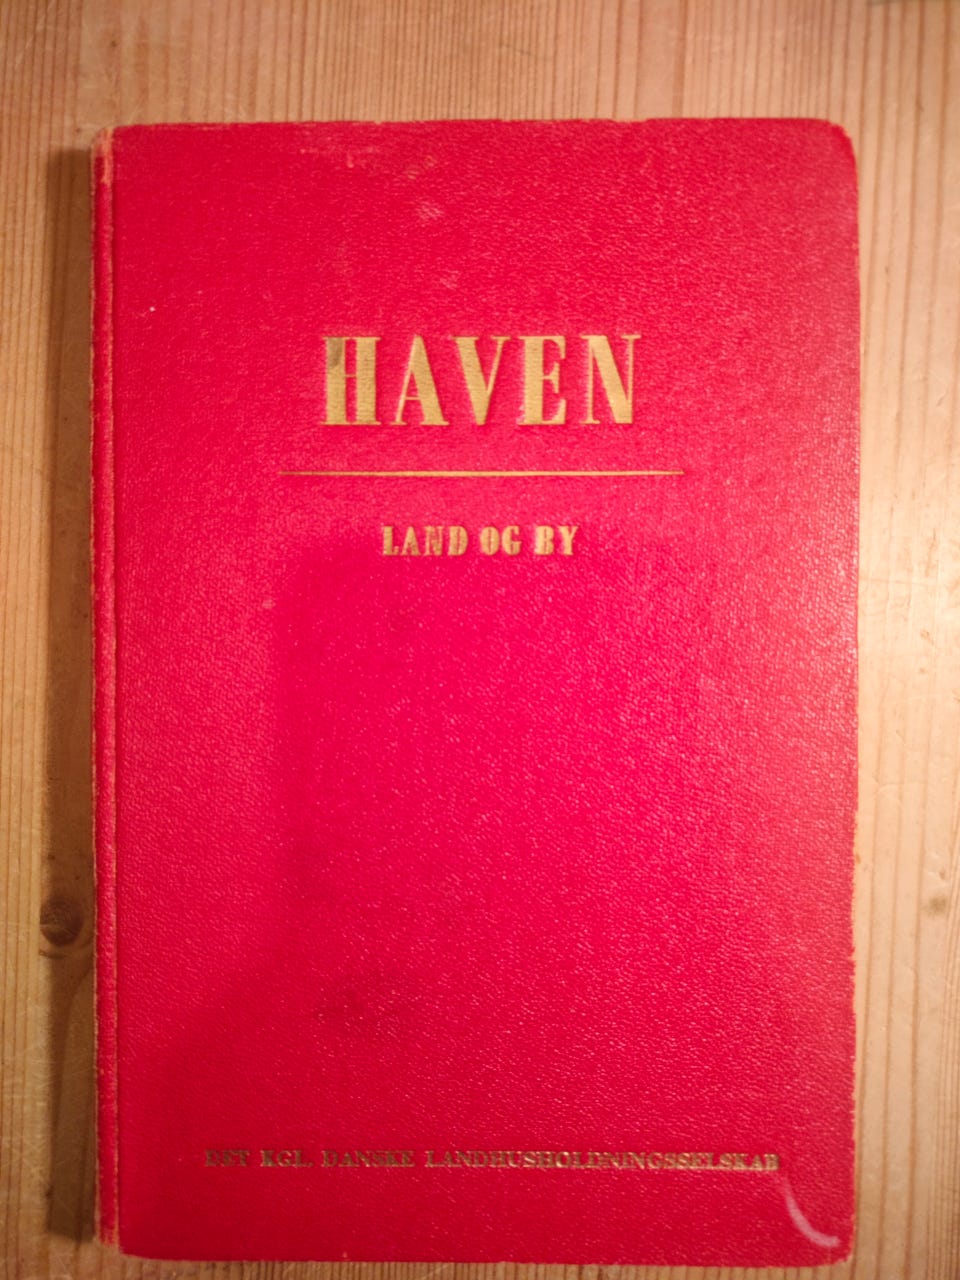 HAVEN
LAND OG BY
DET KGL. DANSKE LANDHUSHOLDNINGSSELSKAB